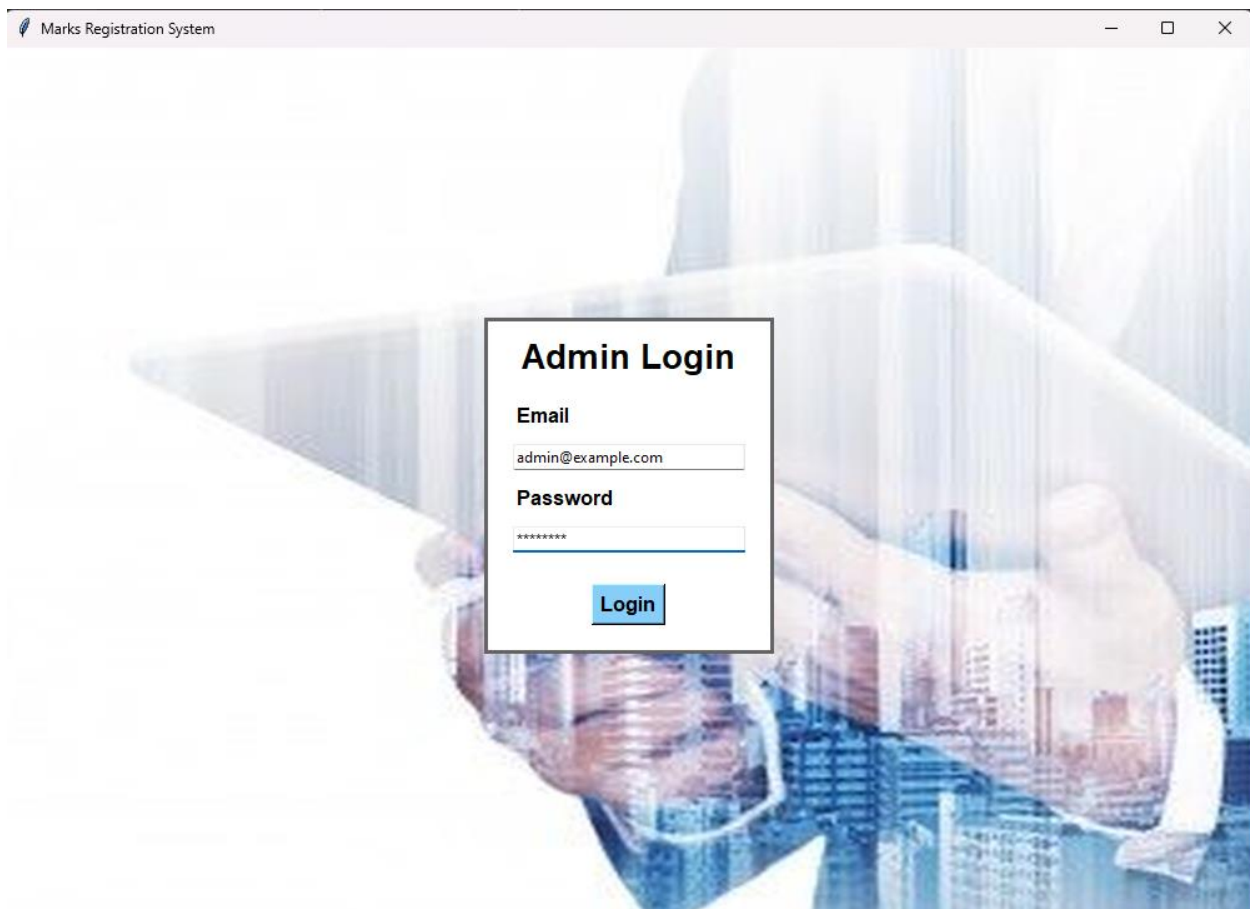 Marks Registration System
Admin Login
Email
admin@example.com
Password
********
Login